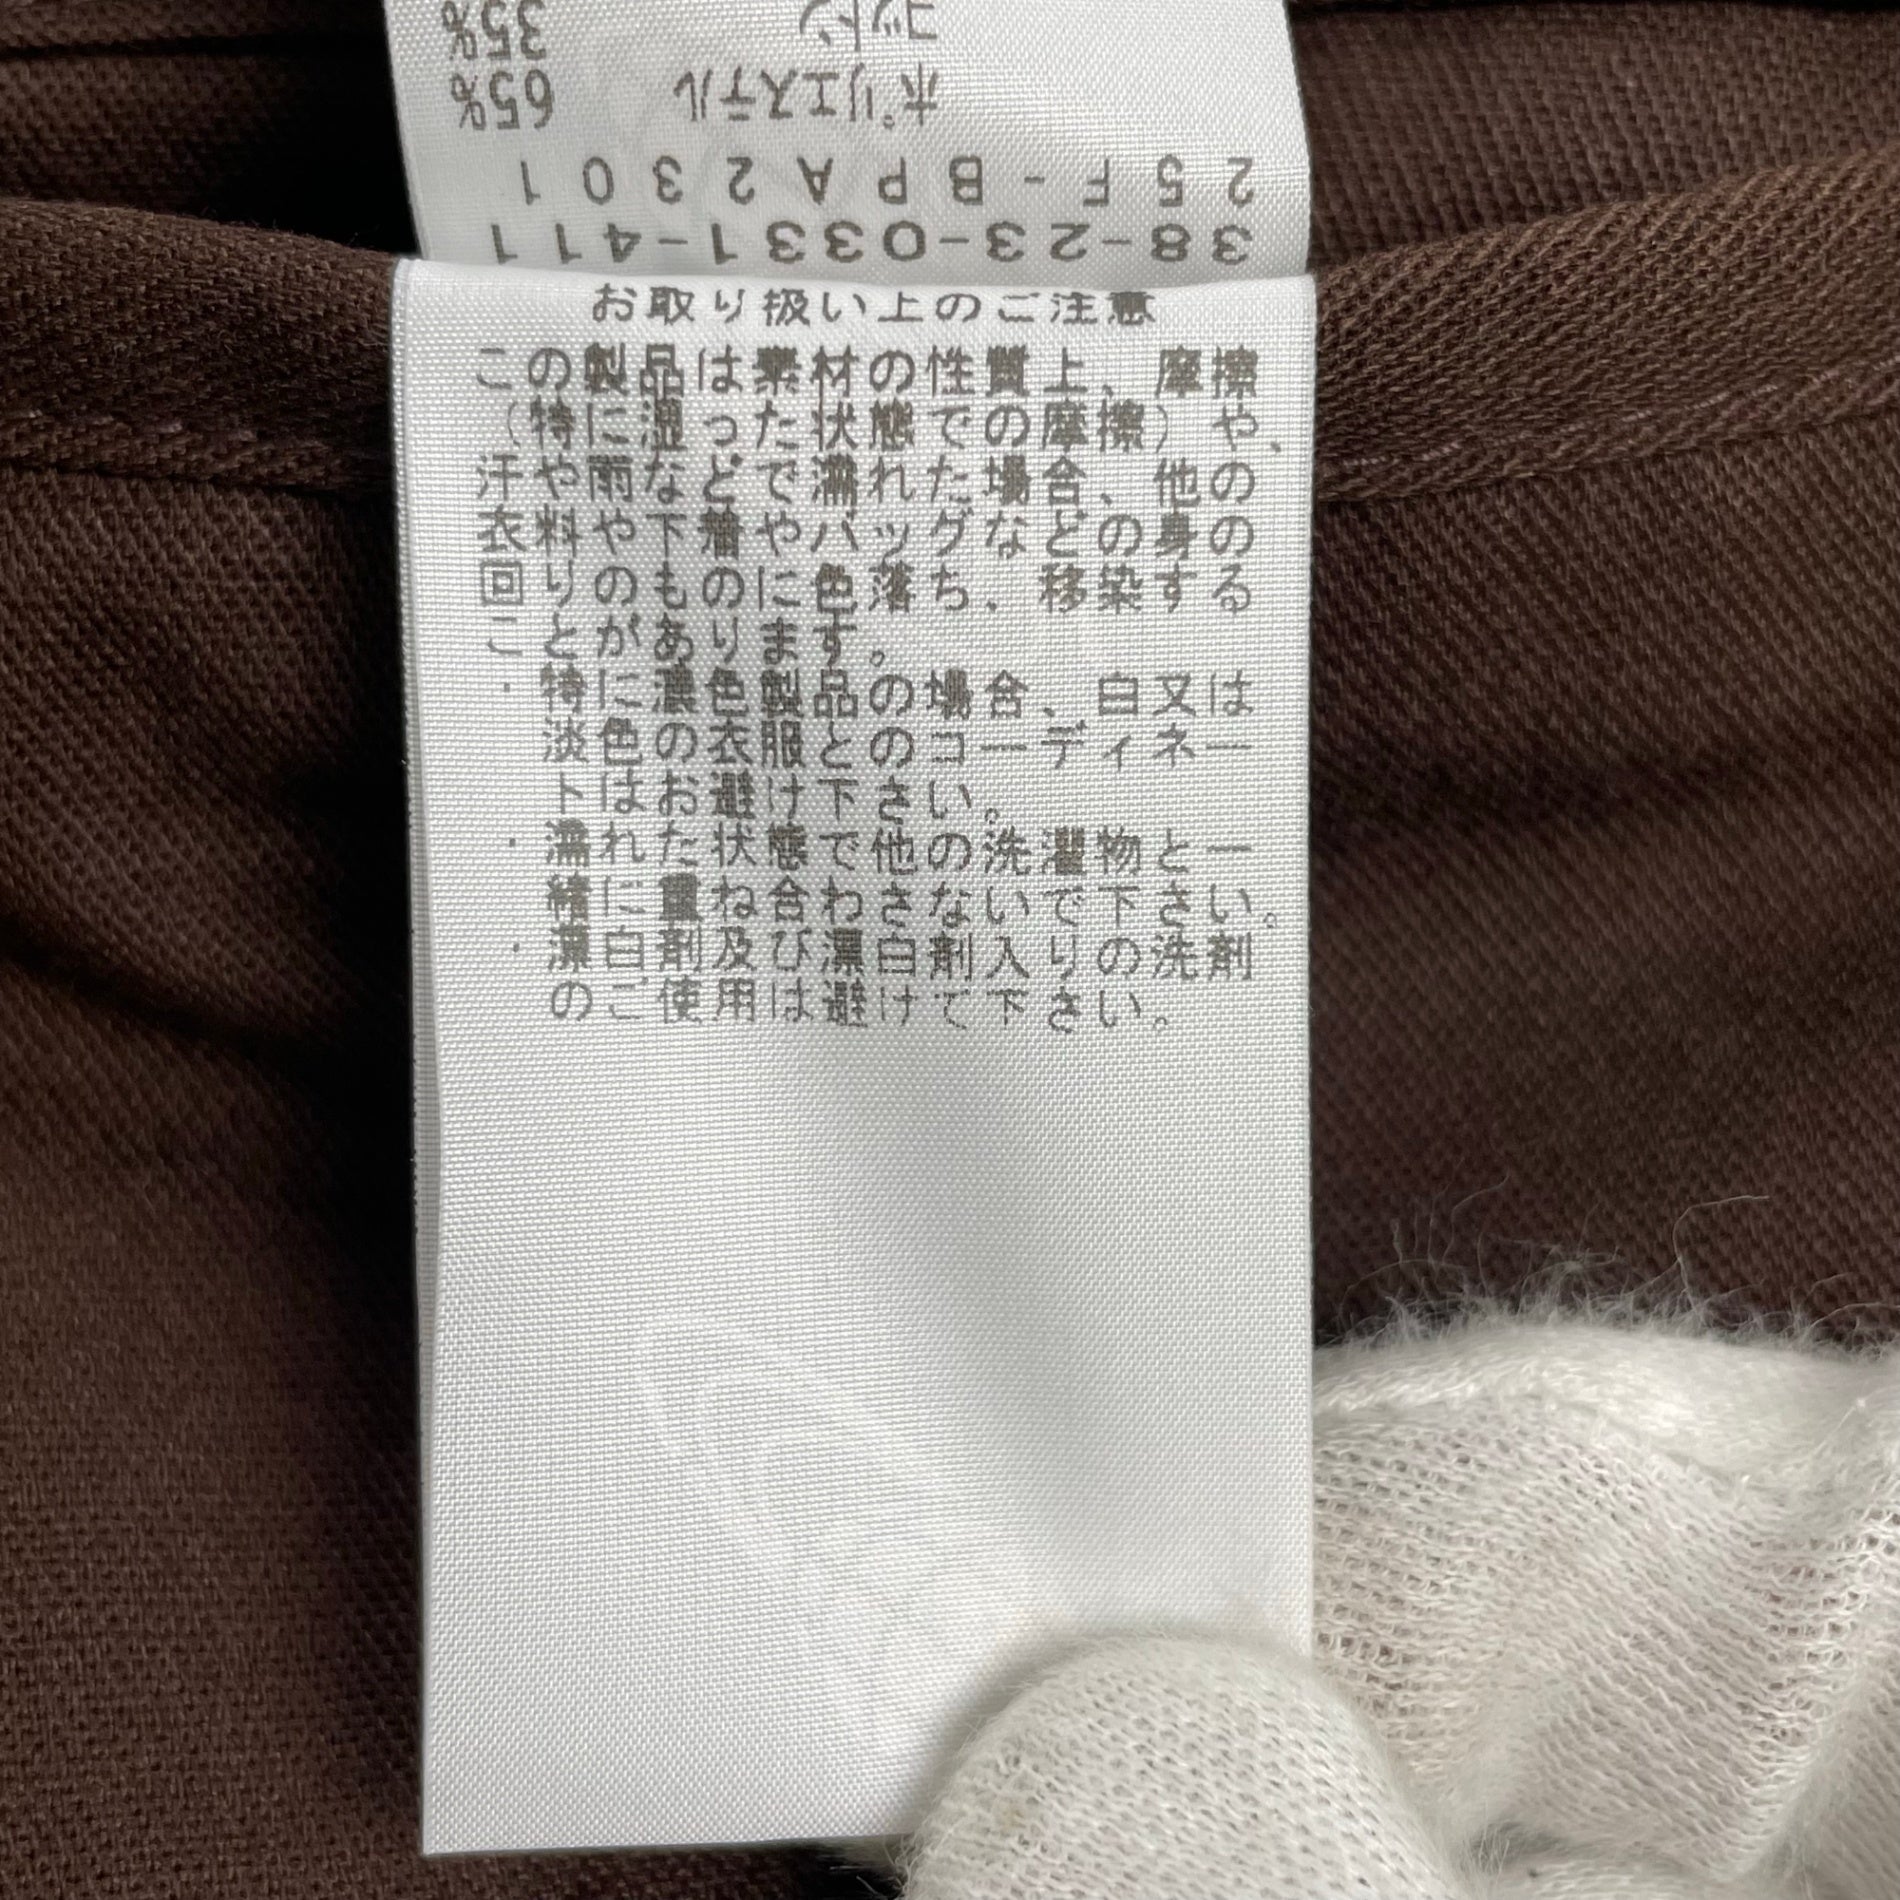 38-23-0331-411
25F-BPA2301
ポリエステル 65%
コットン 35%
お取り扱い上のご注意
この製品は素材の性質上、摩擦
(特に湿った状態での摩擦)や、
汗や雨などで濡れた場合、他の
衣料や下着やバッグなどの身の
回りのものに色落ち、移染する
ことがあります。
・特に濃色製品の場合、白又は
淡色の衣服とのコーディネー
トはお避け下さい。
・濡れた状態で他の洗濯物と一
緒に重ね合わさないで下さい。
・漂白剤及び漂白剤入りの洗剤
のご使用は避けて下さい。